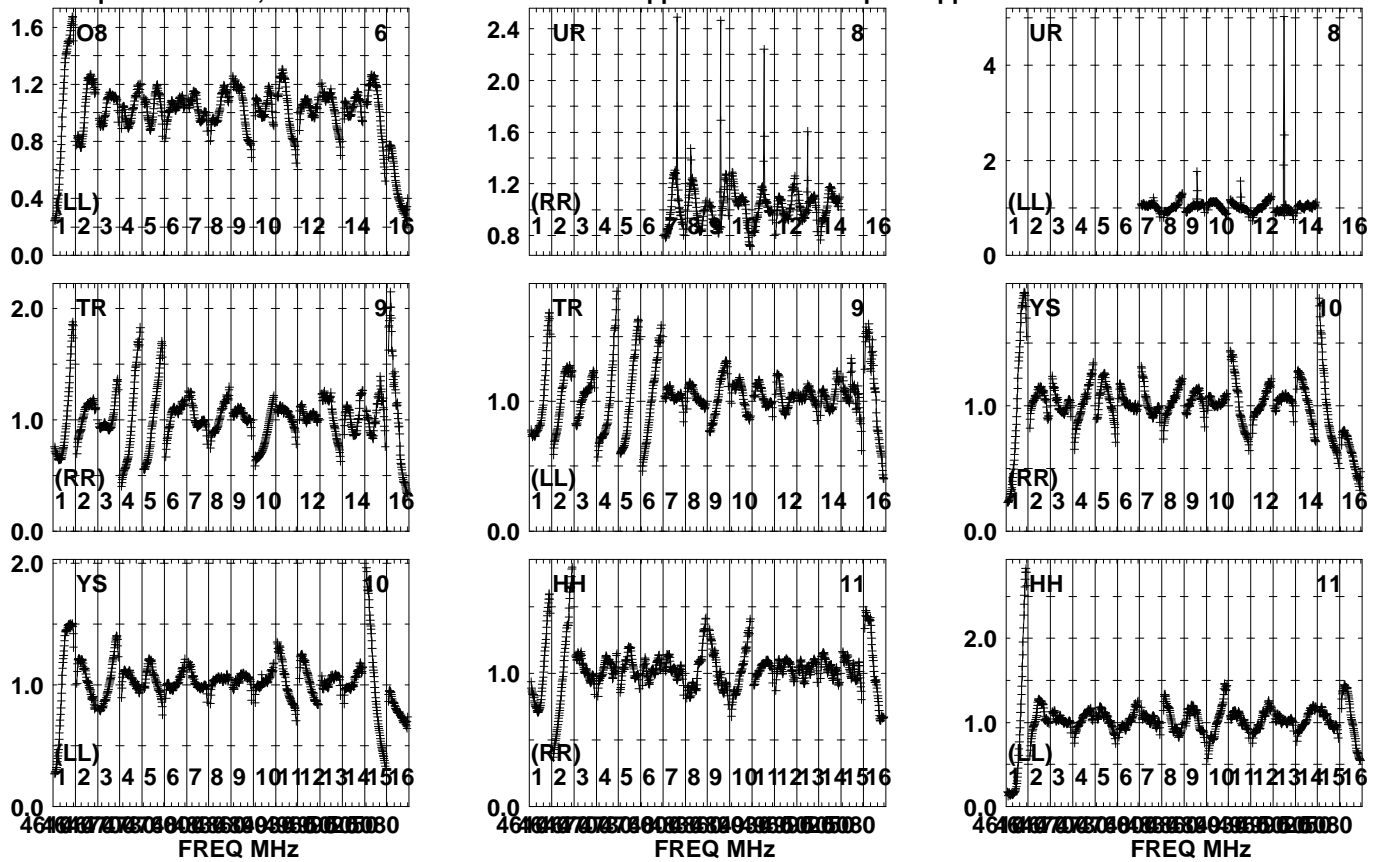 1.6
1.2
0.8
0.4
0.0
O8 6
(LL)
1 2 3 4 5 6 7 8 9 10 12 14 16
2.4
2.0
1.6
1.2
0.8
UR 8
(RR)
1 2 3 4 5 6 7 8 9 10 12 14 16
4
2
0
UR 8
(LL)
1 2 3 4 5 6 7 8 9 10 12 14 16
2.0
1.0
0.0
TR 9
(RR)
1 2 3 4 5 6 7 8 9 10 12 14 16
1.0
0.0
TR 9
(LL)
1 2 3 4 5 6 7 8 9 10 12 14 16
1.0
0.0
YS 10
(RR)
1 2 3 4 5 6 7 8 9 10 12 14 16
2.0
1.0
0.0
YS 10
(LL)
1 2 3 4 5 6 7 8 9 10 11 12 13 15 16
FREQ MHz
1.0
0.0
HH 11
(RR)
1 2 3 4 5 6 7 8 9 10 11 12 13 15 16
FREQ MHz
2.0
1.0
0.0
HH 11
(LL)
1 2 3 4 5 6 7 8 9 10 11 12 13 14 15 16
FREQ MHz